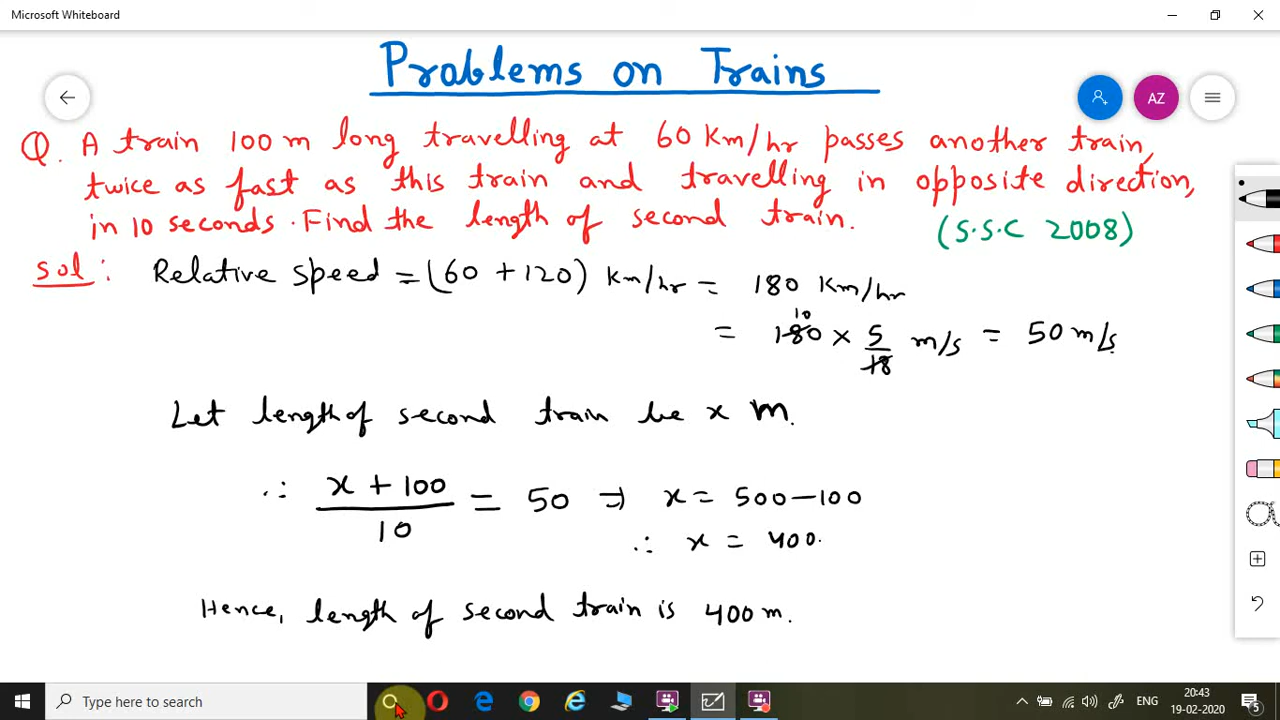 Microsoft Whiteboard
Problems on Trains
AZ
Q. A train 100 m long travelling at 60 Km/hr passes another train,
twice as fast as this train and travelling in opposite direction,
in 10 seconds. Find the length of second train. (S.S.C 2008)
Sol: Relative speed = (60 + 120) Km/hr = 180 Km/hr
= 180 10 × 5/18 m/s = 50 m/s
Let length of second train be x m.
∴ x + 100 / 10 = 50 ⇒ x = 500 – 100
∴ x = 400.
Hence, length of second train is 400 m.
Type here to search
ENG
20:43
19-02-2020
5